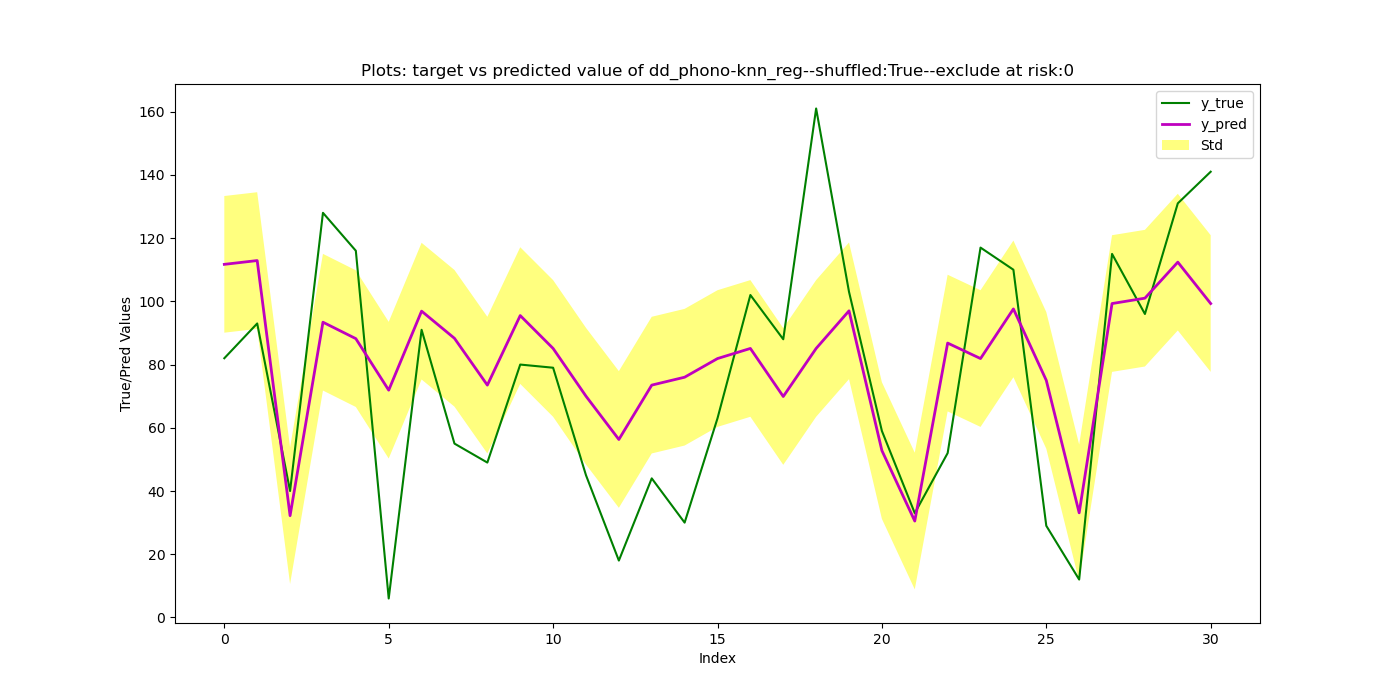 Plots: target vs predicted value of dd_phono-knn_reg--shuffled:True--exclude at risk:0
y_true
y_pred
Std
160
140
120
100
80
60
40
20
0
True/Pred Values
0 5 10 15 20 25 30
Index